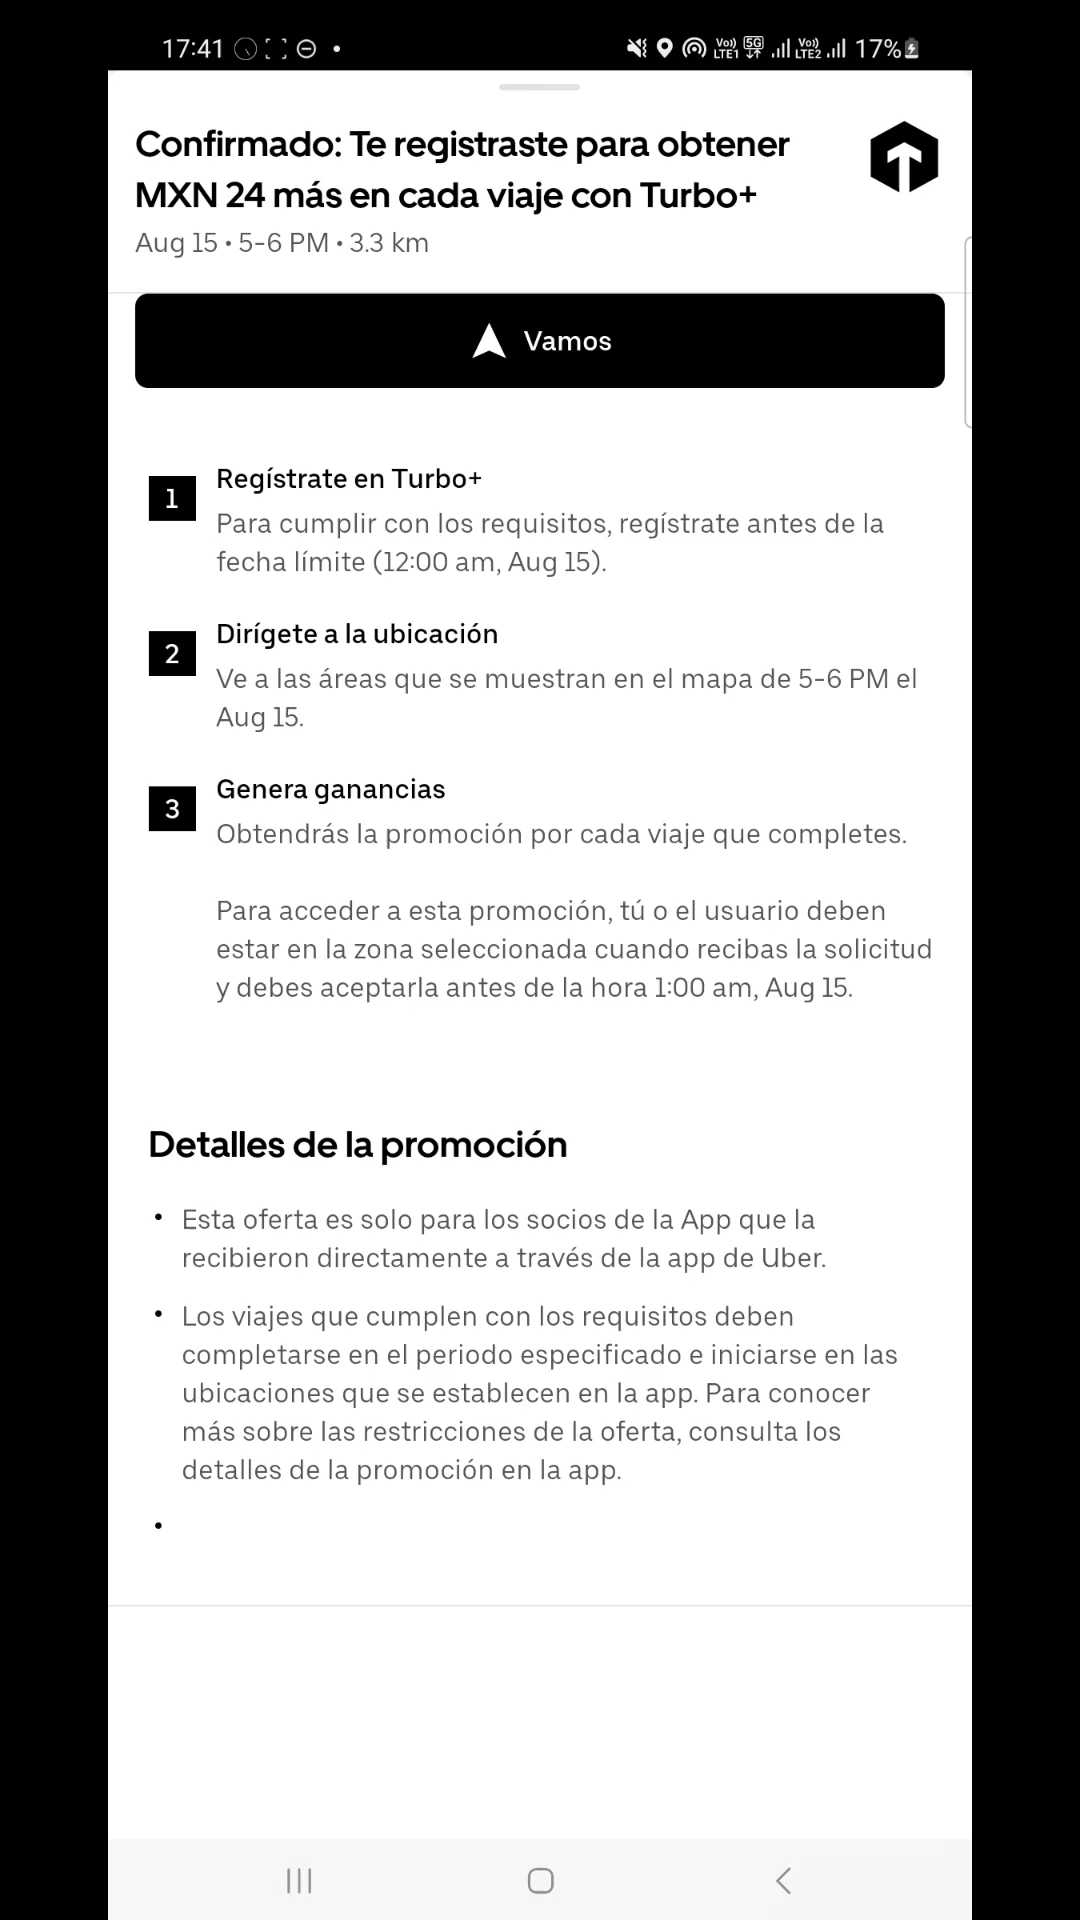 17:41
Vo) LTE1 5G Vo) LTE2 17%
Confirmado: Te registraste para obtener
MXN 24 más en cada viaje con Turbo+
Aug 15 • 5-6 PM • 3.3 km
Vamos
1 Regístrate en Turbo+
Para cumplir con los requisitos, regístrate antes de la
fecha límite (12:00 am, Aug 15).
2 Dirígete a la ubicación
Ve a las áreas que se muestran en el mapa de 5-6 PM el
Aug 15.
3 Genera ganancias
Obtendrás la promoción por cada viaje que completes.
Para acceder a esta promoción, tú o el usuario deben
estar en la zona seleccionada cuando recibas la solicitud
y debes aceptarla antes de la hora 1:00 am, Aug 15.
Detalles de la promoción
• Esta oferta es solo para los socios de la App que la
recibieron directamente a través de la app de Uber.
• Los viajes que cumplen con los requisitos deben
completarse en el periodo especificado e iniciarse en las
ubicaciones que se establecen en la app. Para conocer
más sobre las restricciones de la oferta, consulta los
detalles de la promoción en la app.
•